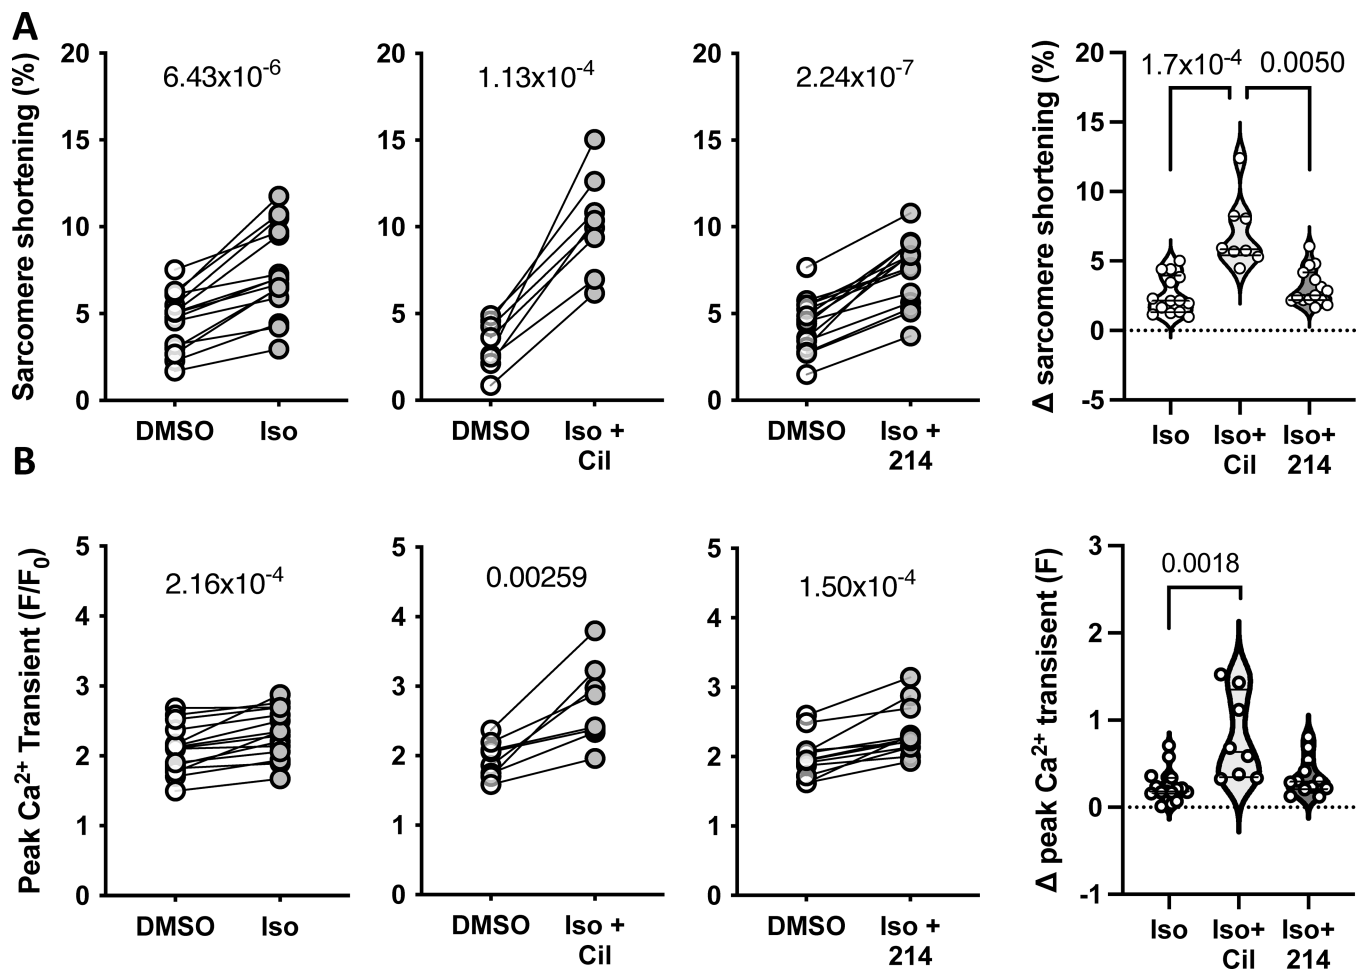 A
Sarcomere shortening (%)
20
15
10
5
0
6.43x10-6
DMSO
Iso
20
15
10
5
0
1.13x10-4
DMSO
Iso +
Cil
20
15
10
5
0
2.24x10-7
DMSO
Iso +
214
Δ sarcomere shortening (%)
20
15
10
5
0
-5
1.7x10-4
0.0050
Iso
Iso+
Cil
Iso+
214
B
Peak Ca2+ Transient (F/F0)
5
4
3
2
1
0
2.16x10-4
DMSO
Iso
5
4
3
2
1
0
0.00259
DMSO
Iso +
Cil
5
4
3
2
1
0
1.50x10-4
DMSO
Iso +
214
Δ peak Ca2+ transisent (F)
3
2
1
0
-1
0.0018
Iso
Iso+
Cil
Iso+
214